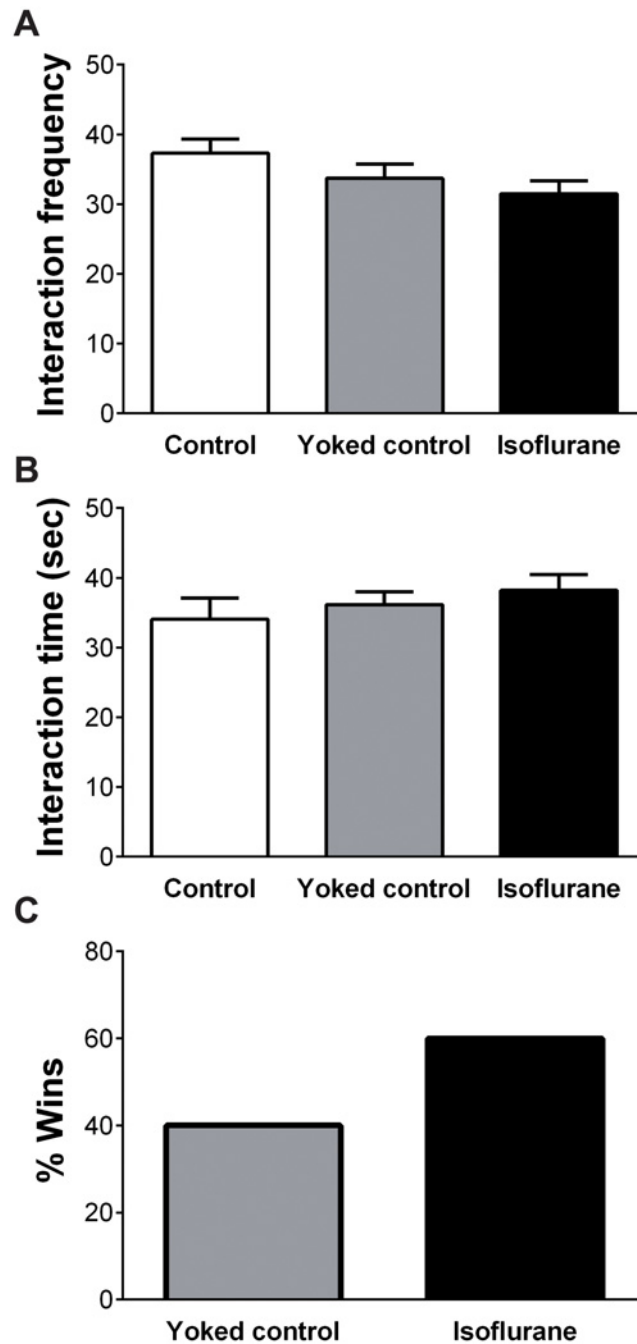 A
Interaction frequency
50
40
30
20
10
0
Control Yoked control Isoflurane
B
Interaction time (sec)
50
40
30
20
10
0
Control Yoked control Isoflurane
C
% Wins
80
60
40
20
0
Yoked control Isoflurane